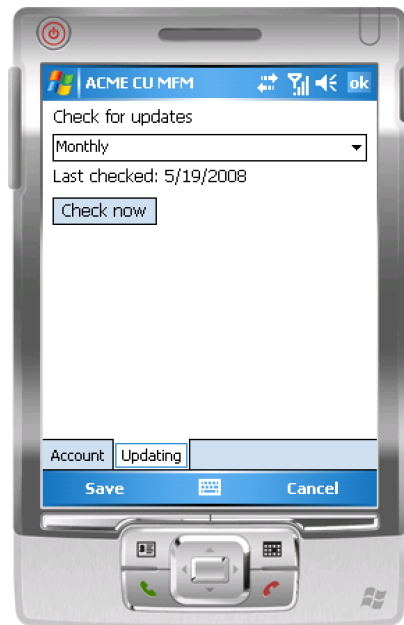 ACME CU MFM
ok
Check for updates
Monthly
Last checked: 5/19/2008
Check now
Account
Updating
Save
Cancel